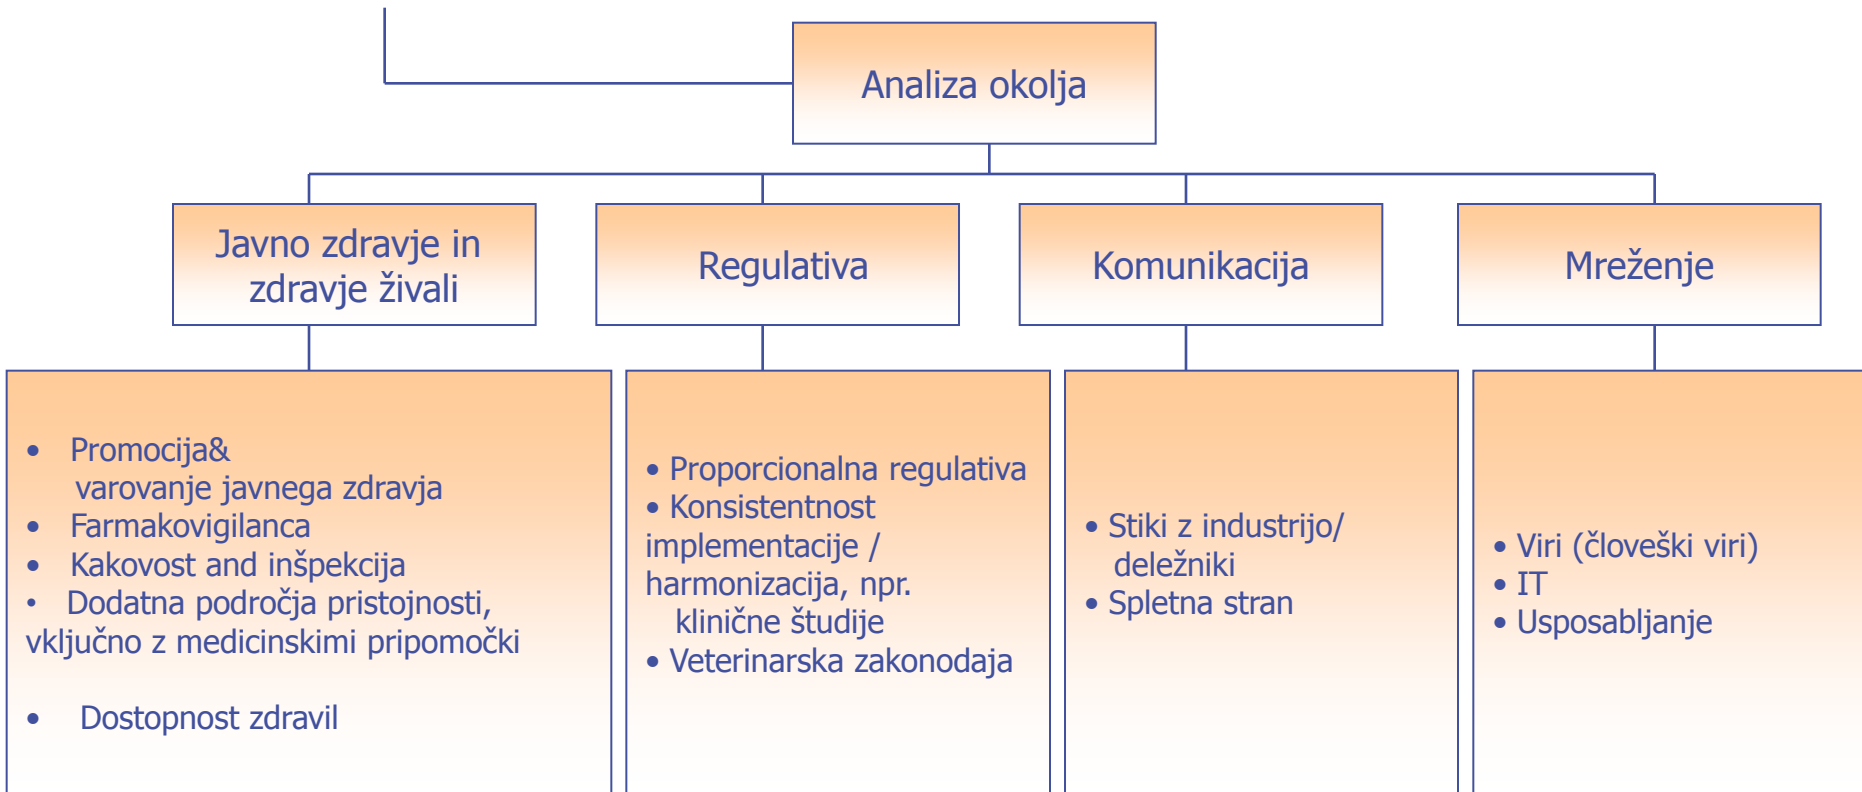 Analiza okolja
Javno zdravje in
zdravje živali
Regulativa
Komunikacija
Mreženje
• Promocija&
varovanje javnega zdravja
• Farmakovigilanca
• Kakovost and inšpekcija
• Dodatna področja pristojnosti,
vključno z medicinskimi pripomočki
• Dostopnost zdravil
• Proporcionalna regulativa
• Konsistentnost
implementacije /
harmonizacija, npr.
klinične študije
• Veterinarska zakonodaja
• Stiki z industrijo/
deležniki
• Spletna stran
• Viri (človeški viri)
• IT
• Usposabljanje